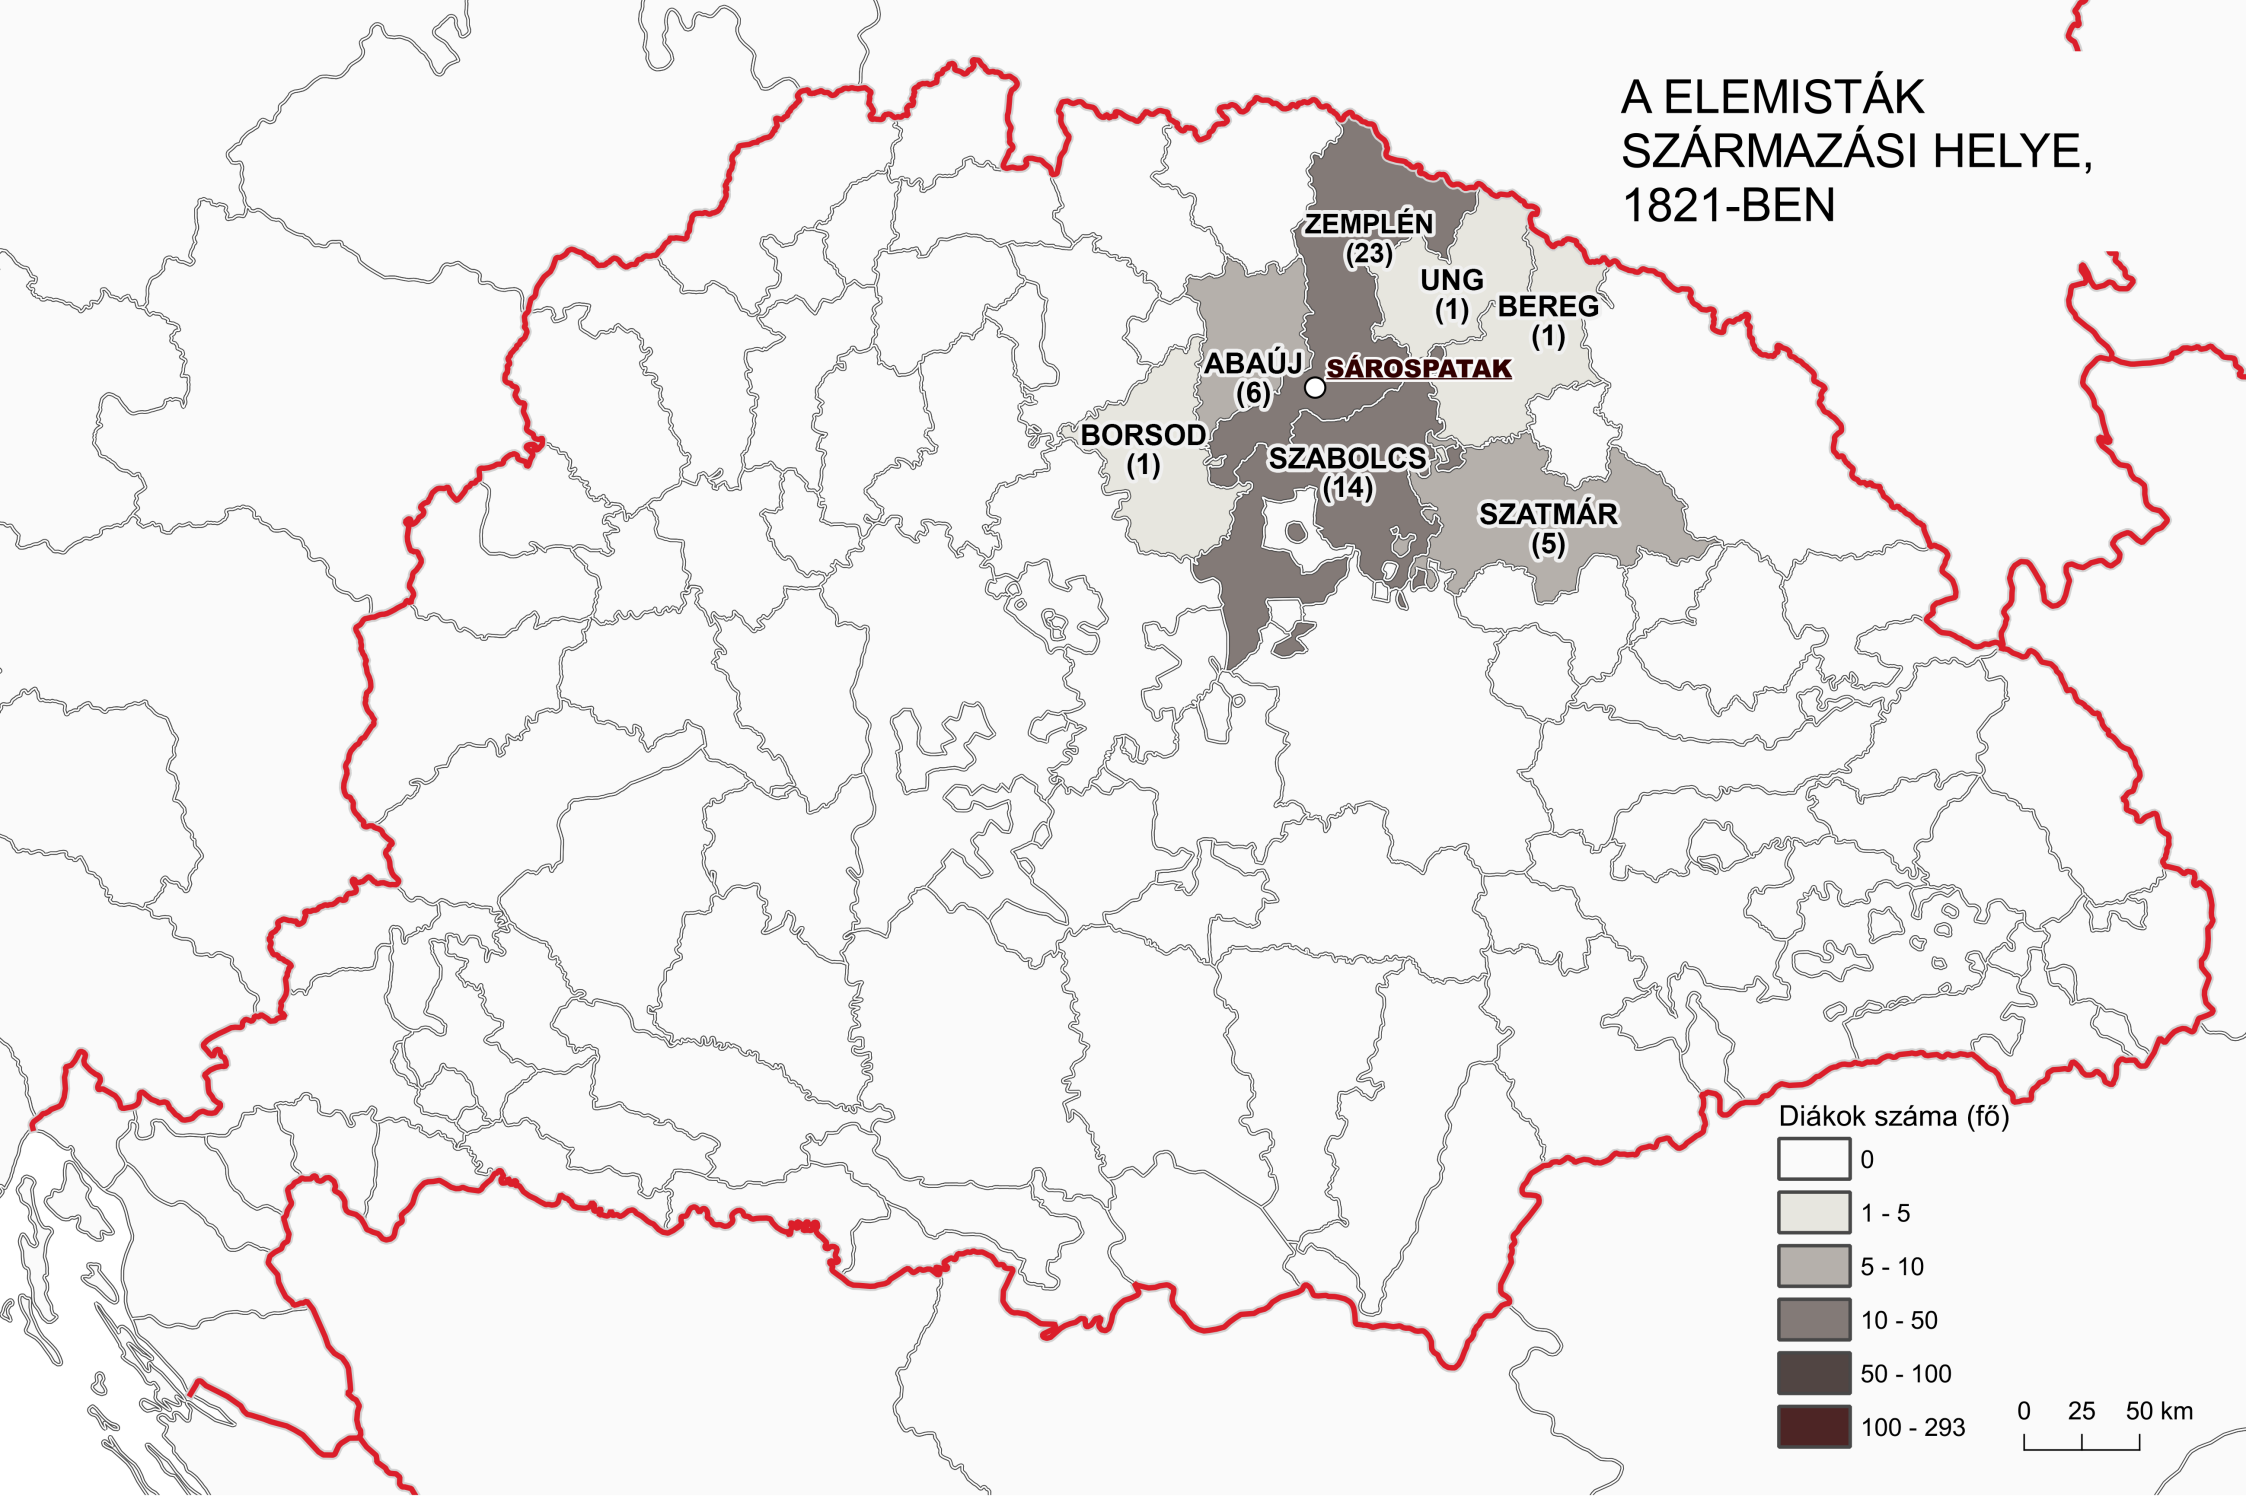 A ELEMISTÁK
SZÁRMAZÁSI HELYE,
1821-BEN
ZEMPLÉN
(23)
UNG
(1)
BEREG
(1)
ABAÚJ
(6)
SÁROSPATAK
BORSOD
(1)
SZABOLCS
(14)
SZATMÁR
(5)
Diákok száma (fő)
0
1 - 5
5 - 10
10 - 50
50 - 100
100 - 293
0 25 50 km